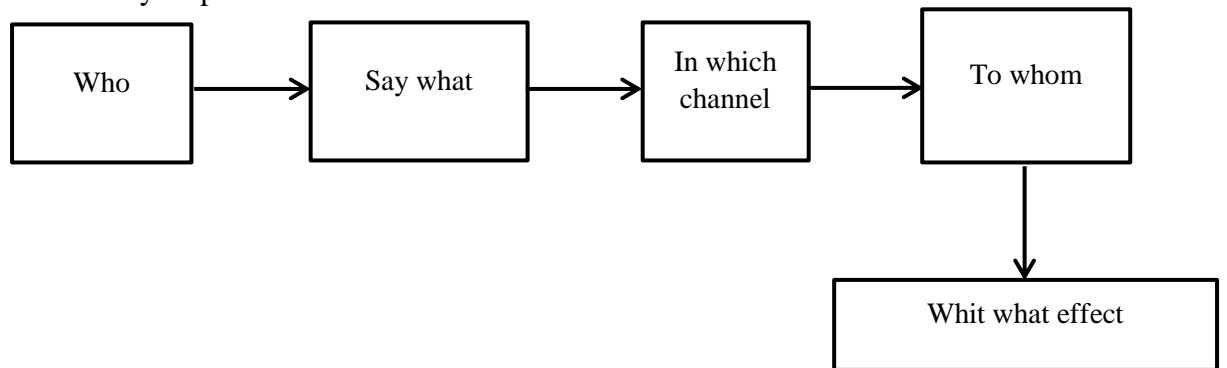 Who
Say what
In which
channel
To whom
Whit what effect